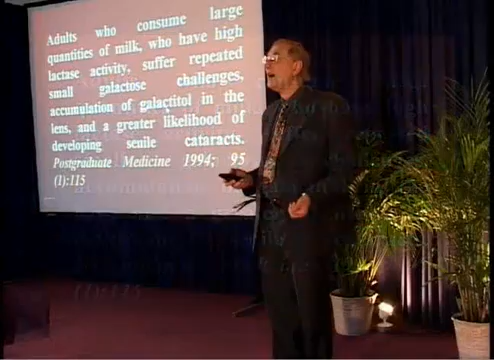 Adults who consume large
quantities of milk, who have high
lactase activity, suffer repeated
small galactose challenges,
accumulation of galactitol in the
lens, and a greater likelihood of
developing senile cataracts.
Postgraduate Medicine 1994; 95
(1):115